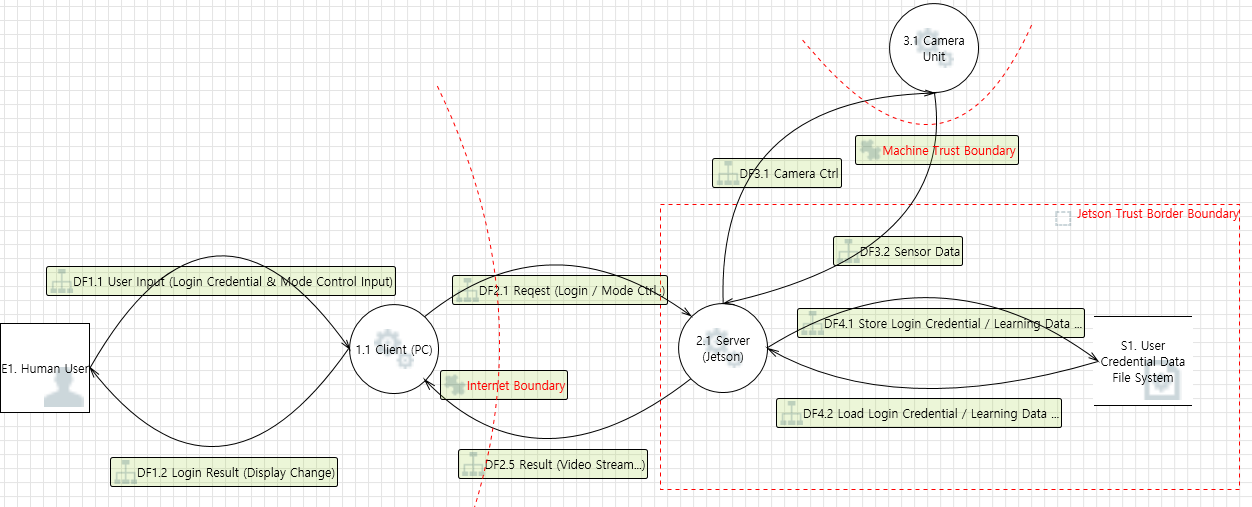 3.1 Camera
Unit
Machine Trust Boundary
DF3.1 Camera Ctrl
Jetson Trust Border Boundary
DF3.2 Sensor Data
DF1.1 User Input (Login Credential & Mode Control Input)
DF2.1 Reqest (Login / Mode Ctrl.)
DF4.1 Store Login Credential / Learning Data ...
E1. Human User
1.1 Client (PC)
2.1 Server
(Jetson)
S1. User
Credential Data
File System
Internet Boundary
DF4.2 Load Login Credential / Learning Data ...
DF1.2 Login Result (Display Change)
DF2.5 Result (Video Stream...)